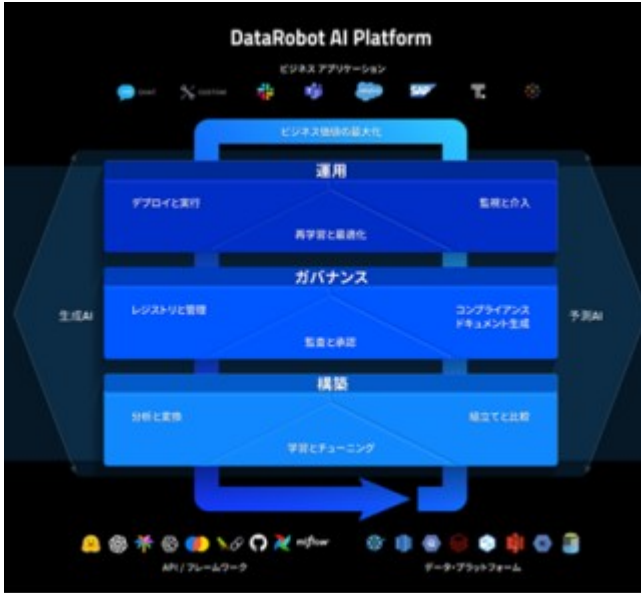 DataRobot AI Platform
ビジネス アプリケーション
CHAT
CUSTOM
SAP
ビジネス価値の最大化
運用
デプロイと実行
監視と介入
再学習と最適化
ガバナンス
生成AI
レジストリと管理
コンプライアンス
ドキュメント生成
予測AI
監査と承認
構築
分析と変換
組立てと比較
学習とチューニング
mlflow
API / フレームワーク
データ・プラットフォーム